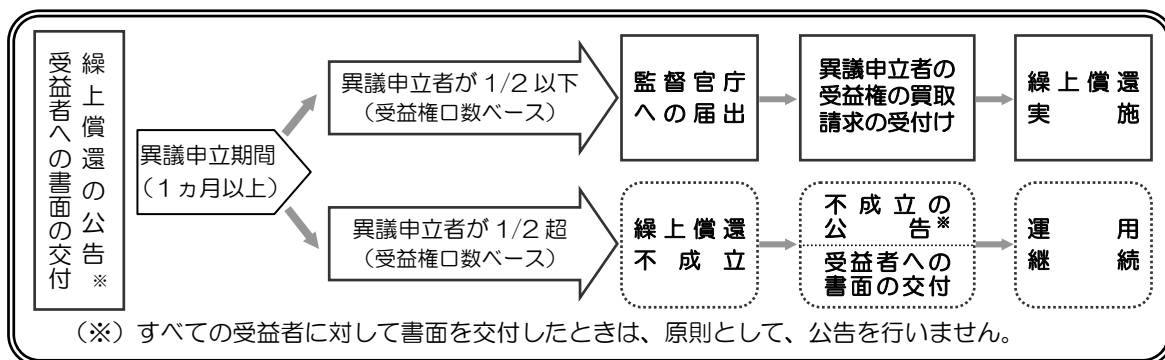 繰上償還の公告※
受益者への書面の交付
異議申立期間
（１ヵ月以上）
異議申立者が 1/2 以下
（受益権口数ベース）
監督官庁
への届出
異議申立者の
受益権の買取
請求の受付け
繰上償還
実施
異議申立者が 1/2 超
（受益権口数ベース）
繰上償還
不成立
不成立の
公告※
受益者への
書面の交付
運用
継続
（※）すべての受益者に対して書面を交付したときは、原則として、公告を行いません。